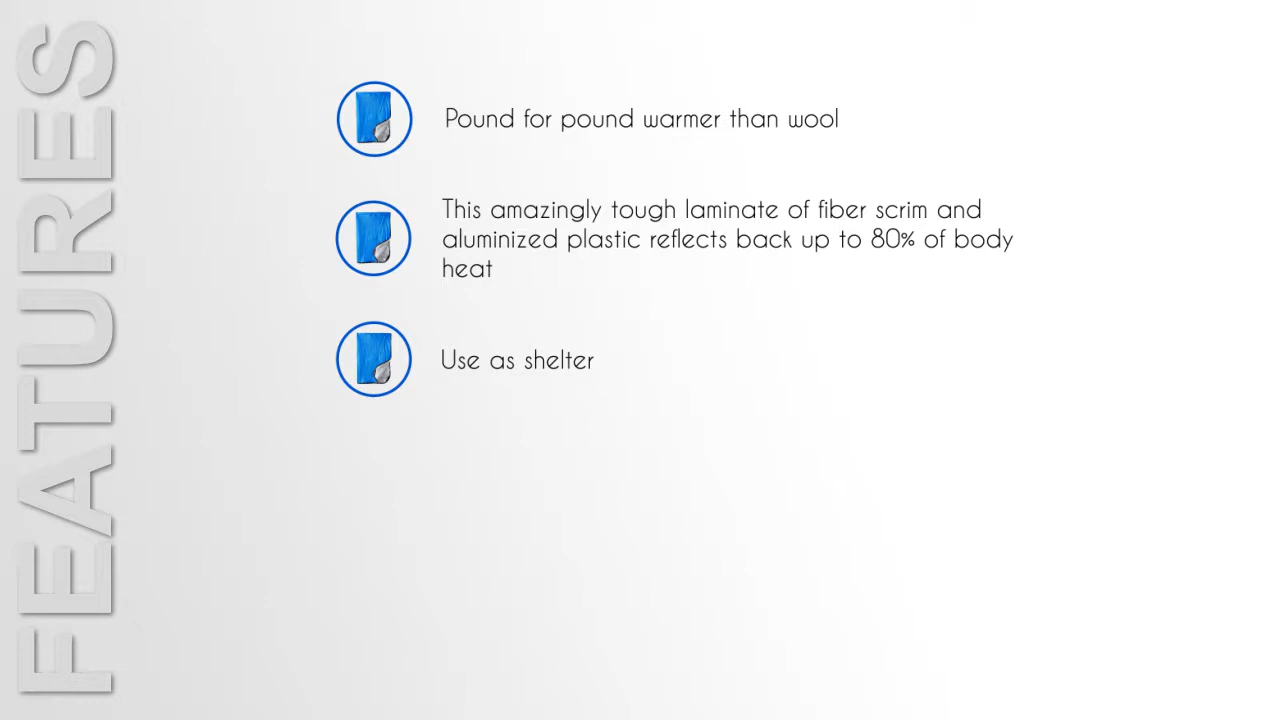 FEATURES
Pound for pound warmer than wool
This amazingly tough laminate of fiber scrim and
aluminized plastic reflects back up to 80% of body
heat
Use as shelter